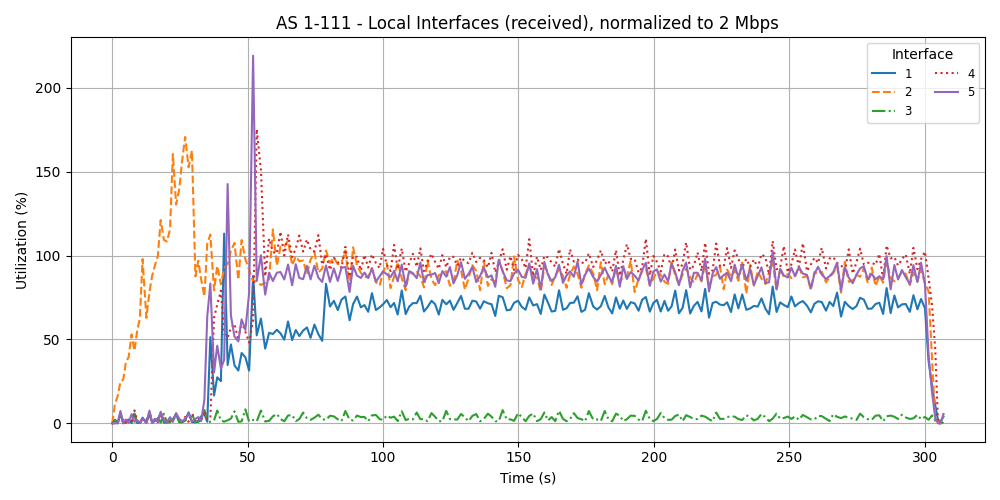 AS 1-111 - Local Interfaces (received), normalized to 2 Mbps
Utilization (%)
200
150
100
50
0
0 50 100 150 200 250 300
Time (s)
Interface
1 4
2 5
3